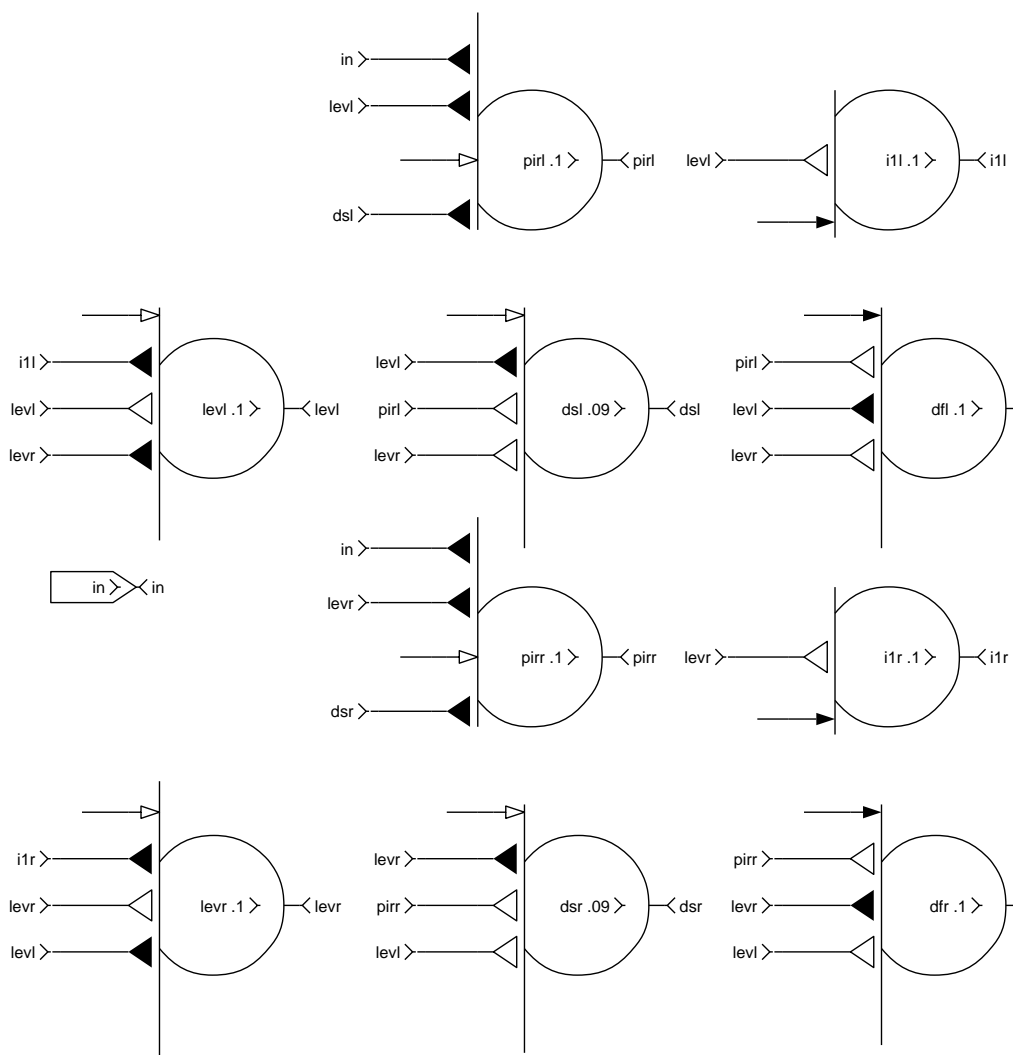 in
levl
pirl .1
pirl
dsl
levl
i1l .1
i1l
i1l
levl
levr
levl .1
levl
levl
pirl
levr
dsl .09
dsl
pirl
levl
levr
dfl .1
in
in
in
levr
pirr .1
pirr
dsr
levr
i1r .1
i1r
i1r
levr
levl
levr .1
levr
levr
pirr
levl
dsr .09
dsr
pirr
levr
levl
dfr .1